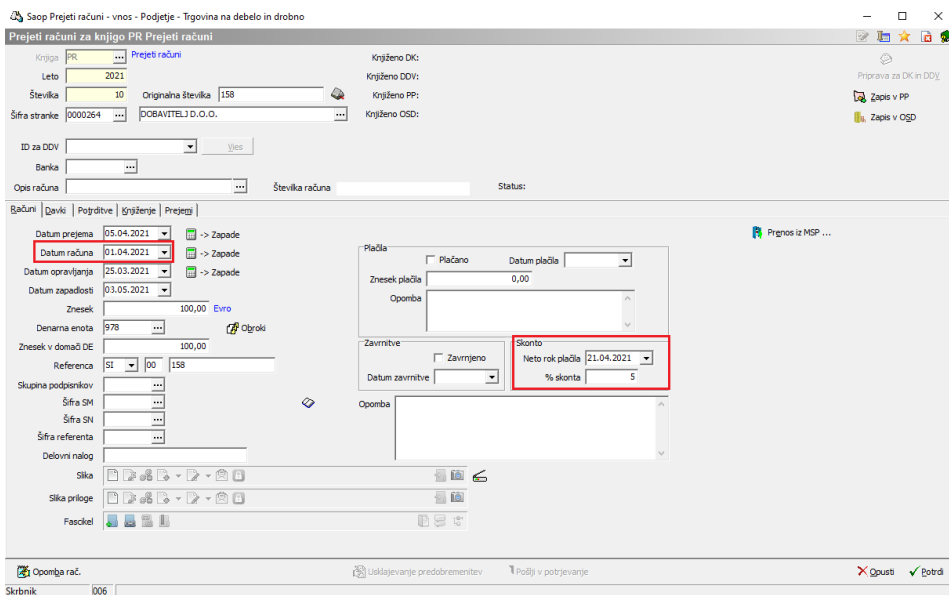 Saop Prejeti računi - vnos - Podjetje - Trgovina na debelo in drobno
Prejeti računi za knjigo PR Prejeti računi
Knjiga PR ... Prejeti računi Knjiženo DK:
Leto 2021 Knjiženo DDV: Priprava za DK in DDV
Številka 10 Originalna številka 158 Knjiženo PP: Zapis v PP
Šifra stranke 0000264 ... DOBAVITELJ D.O.O. ... Knjiženo OSD: Zapis v OSD
ID za DDV Vies
Banka ...
Opis računa ... Številka računa Status:
Računi Davki Potrditve Knjiženje Prejemi
Datum prejema 05.04.2021 -> Zapade Prenos iz MSP ...
Datum računa 01.04.2021 -> Zapade Plačila
Datum opravljanja 25.03.2021 -> Zapade Plačano Datum plačila
Datum zapadlosti 03.05.2021 Znesek plačila 0,00
Znesek 100,00 Evro Opomba
Denarna enota 978 ... Obroki
Znesek v domači DE 100,00 Zavrnitve Skonto
Referenca SI 00 158 Zavrnjeno Neto rok plačila 21.04.2021
Skupina podpisnikov ... Datum zavrnitve % skonta 5
Šifra SM ... Opomba
Šifra SN ...
Šifra referenta ...
Delovni nalog
Slika
Slika priloge
Fascikel
Opomba rač. Usklajevanje predobremenitev Pošlji v potrjevanje Opusti Potrdi
Skrbnik 006